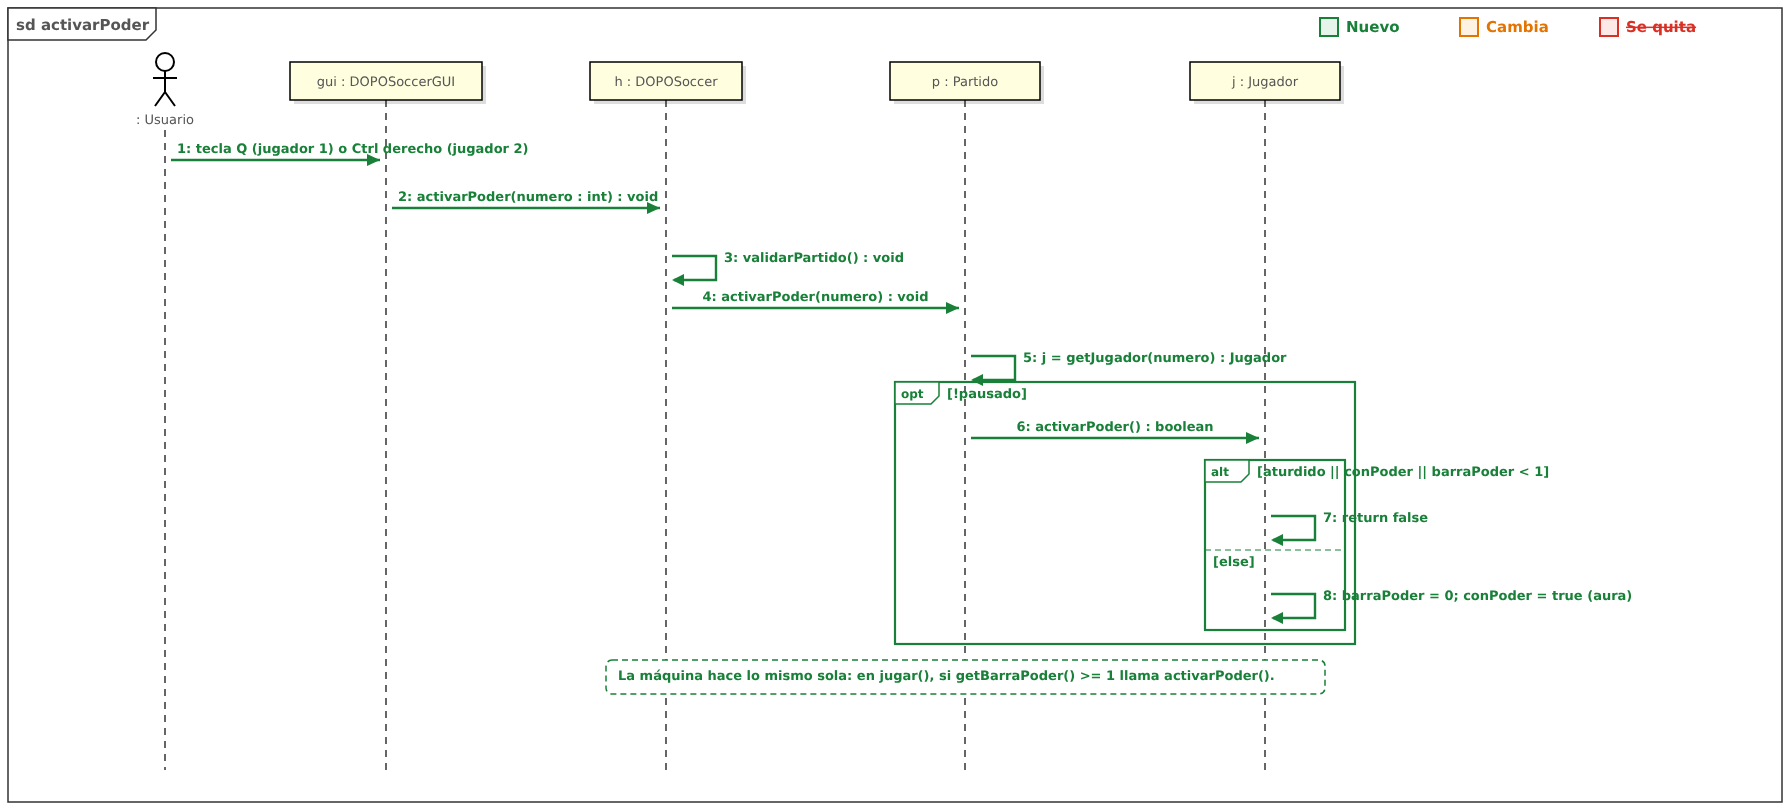 sd activarPoder
Nuevo
Cambia
Se quita
gui : DOPOSoccerGUI
h : DOPOSoccer
p : Partido
j : Jugador
: Usuario
1: tecla Q (jugador 1) o Ctrl derecho (jugador 2)
2: activarPoder(numero : int) : void
3: validarPartido() : void
4: activarPoder(numero) : void
5: j = getJugador(numero) : Jugador
opt [!pausado]
6: activarPoder() : boolean
alt [aturdido || conPoder || barraPoder < 1]
7: return false
[else]
8: barraPoder = 0; conPoder = true (aura)
La máquina hace lo mismo sola: en jugar(), si getBarraPoder() >= 1 llama activarPoder().